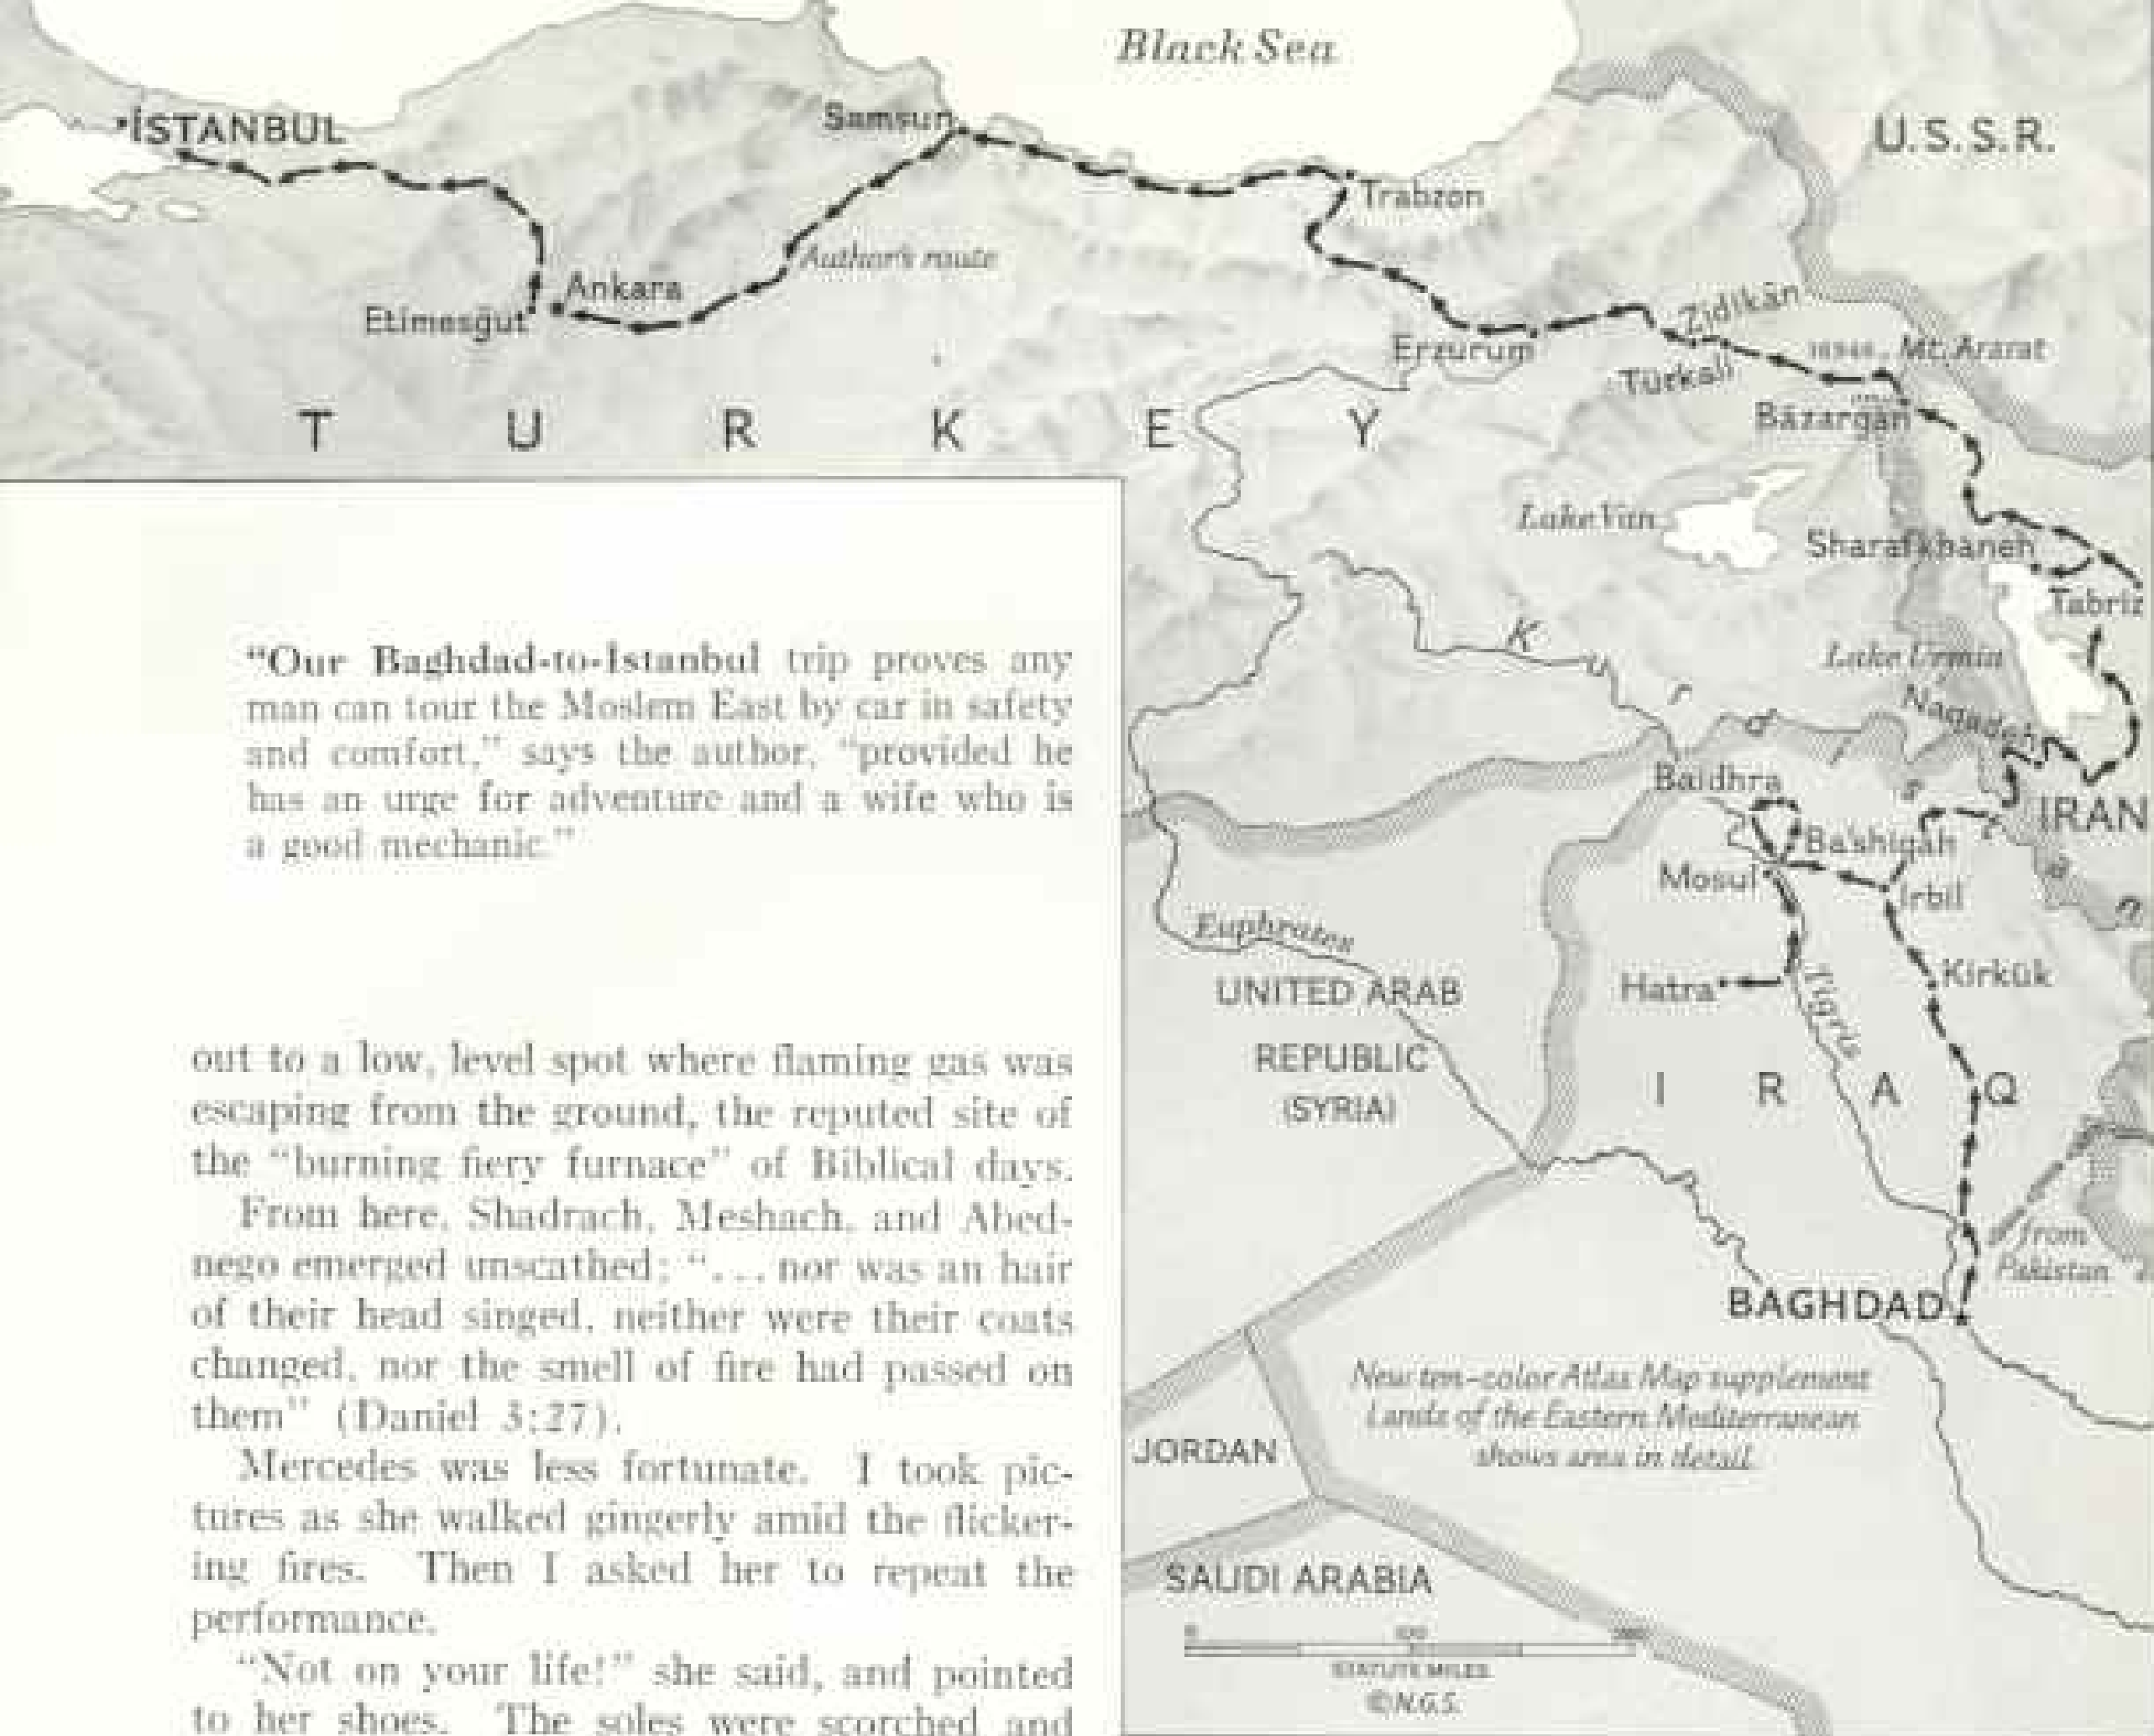 Black Sea
U.S.S.R.
İSTANBUL
Samsun
Trabzon
Author's route
Ankara
Etimesğut
Zidikân
Erzurum
Mt. Ararat
Türkali
Bāzargān
T U R K E Y
Lake Van
Sharafkhaneh
Tabriz
Lake Urmia
Naqadeh
K u r d i s t a n
Baidhra
IRAN
Ba'shiqah
Mosul
Irbil
Euphrates
Hatra
Kirkūk
Tigris
UNITED ARAB
REPUBLIC
(SYRIA)
I R A Q
from
Pakistan
BAGHDAD
New ten-color Atlas Map supplement
Lands of the Eastern Mediterranean
shows area in detail.
JORDAN
SAUDI ARABIA
0
STATUTE MILES
©N.G.S.
"Our Baghdad-to-Istanbul trip proves any
man can tour the Moslem East by car in safety
and comfort," says the author, "provided he
has an urge for adventure and a wife who is
a good mechanic."
out to a low, level spot where flaming gas was
escaping from the ground, the reputed site of
the "burning fiery furnace" of Biblical days.
From here, Shadrach, Meshach, and Abed-
nego emerged unscathed; ". . . nor was an hair
of their head singed, neither were their coats
changed, nor the smell of fire had passed on
them" (Daniel 3:27).
Mercedes was less fortunate. I took pic-
tures as she walked gingerly amid the flicker-
ing fires. Then I asked her to repeat the
performance.
"Not on your life!" she said, and pointed
to her shoes. The soles were scorched and